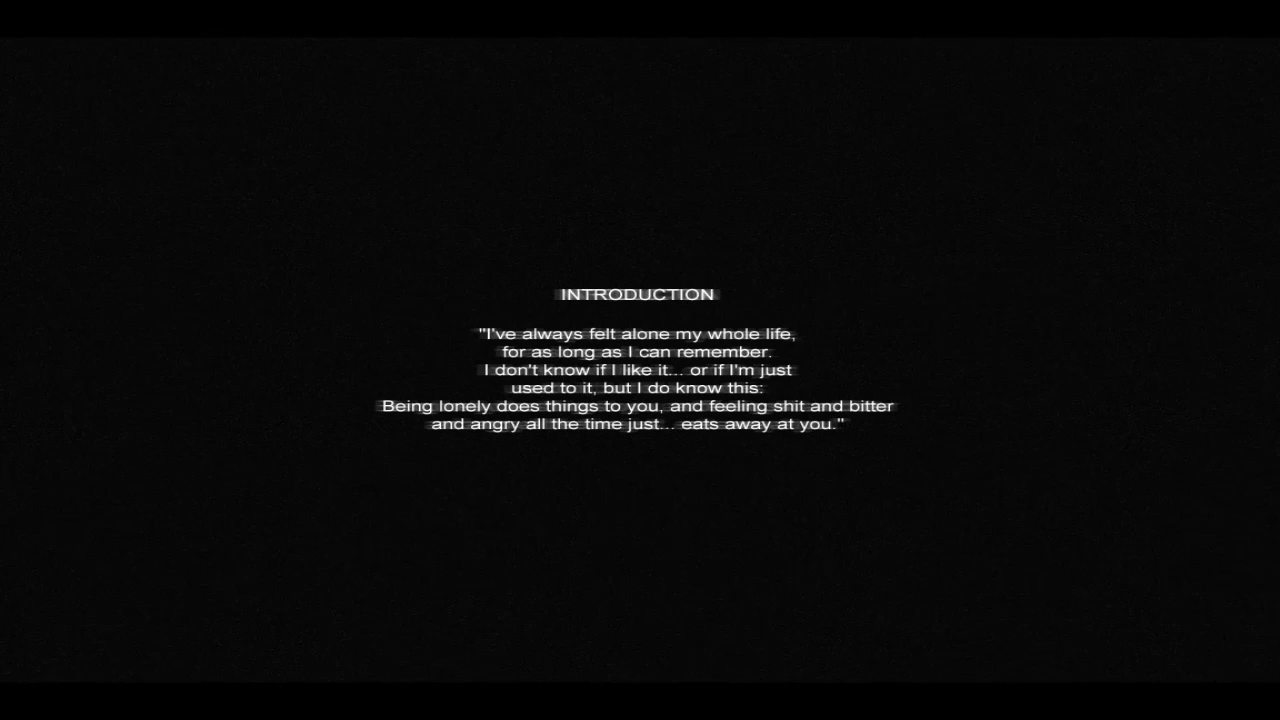 INTRODUCTION
"I've always felt alone my whole life,
for as long as I can remember.
I don't know if I like it... or if I'm just
used to it, but I do know this:
Being lonely does things to you, and feeling shit and bitter
and angry all the time just... eats away at you."